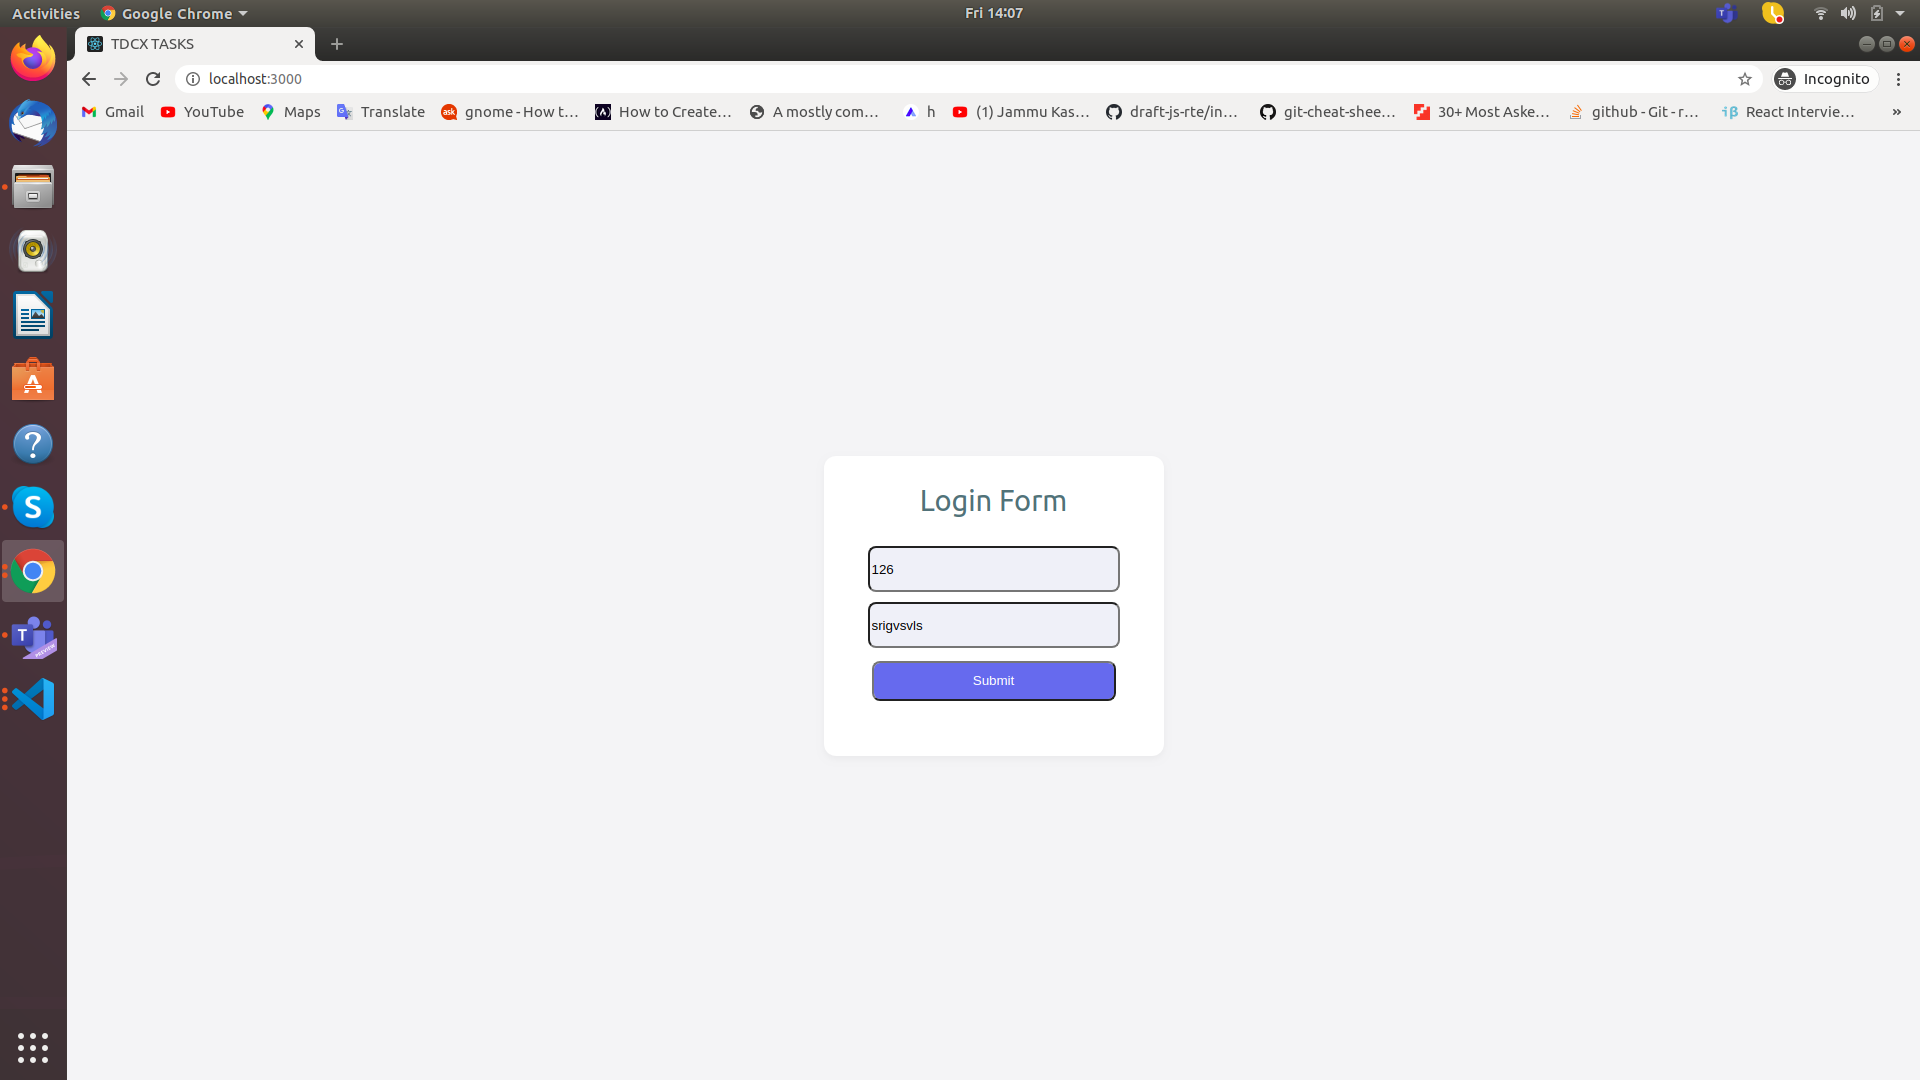 Activities
Google Chrome
Fri 14:07
TDCX TASKS
localhost:3000
Incognito
Gmail
YouTube
Maps
Translate
gnome - How t...
How to Create...
A mostly com...
h
(1) Jammu Kas...
draft-js-rte/in...
git-cheat-shee...
30+ Most Aske...
github - Git - r...
React Intervie...
»
Login Form
126
srigvsvls
Submit